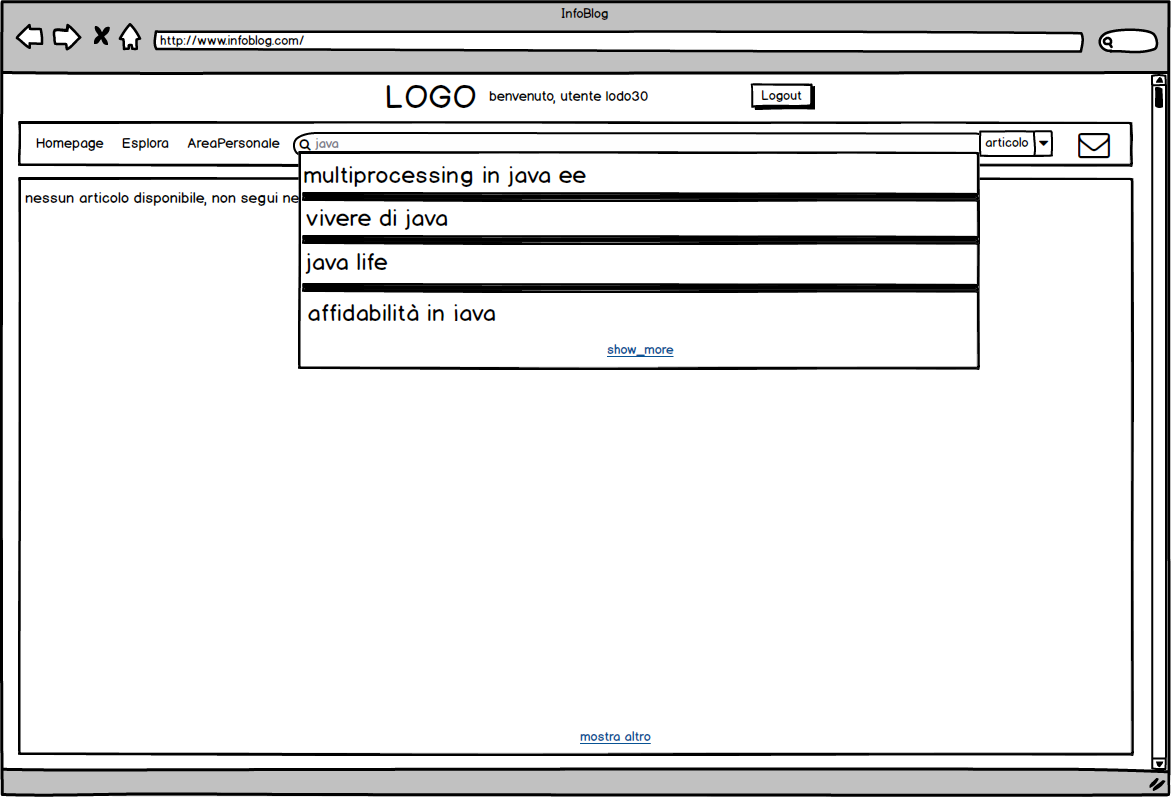 InfoBlog
http://www.infoblog.com/
LOGO benvenuto, utente lodo30 Logout
Homepage Esplora AreaPersonale java articolo
multiprocessing in java ee
nessun articolo disponibile, non segui ne
vivere di java
java life
affidabilità in iava
show_more
mostra altro